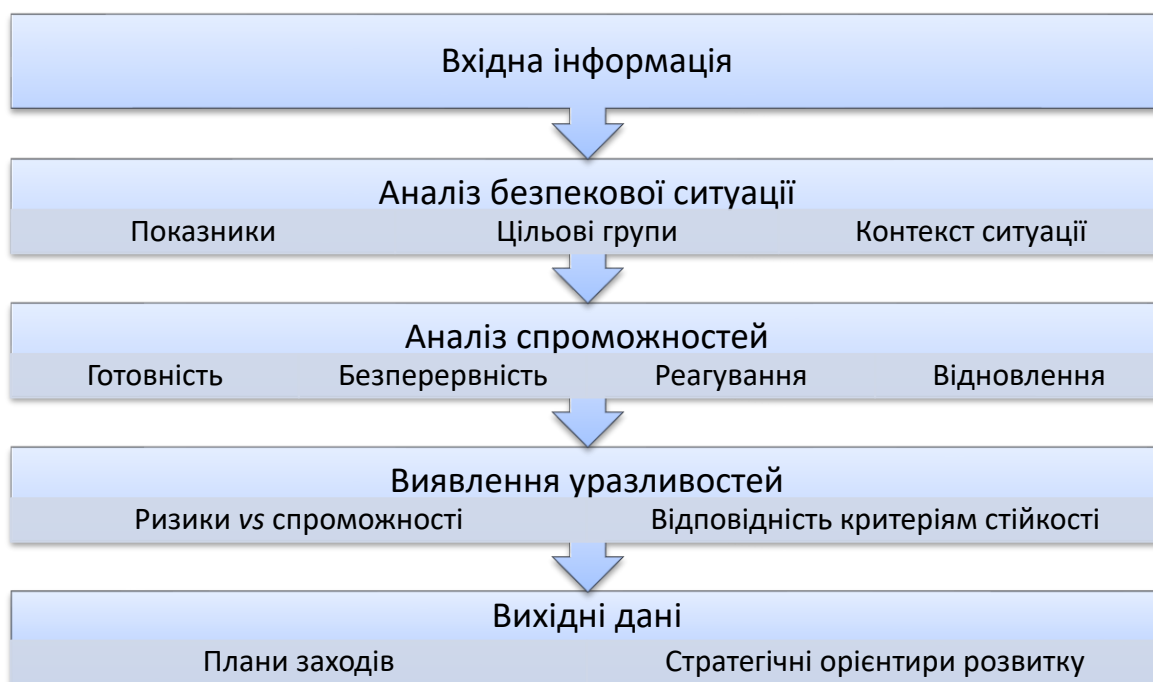 Вхідна інформація
Аналіз безпекової ситуації
Показники Цільові групи Контекст ситуації
Аналіз спроможностей
Готовність Безперервність Реагування Відновлення
Виявлення уразливостей
Ризики vs спроможності Відповідність критеріям стійкості
Вихідні дані
Плани заходів Стратегічні орієнтири розвитку